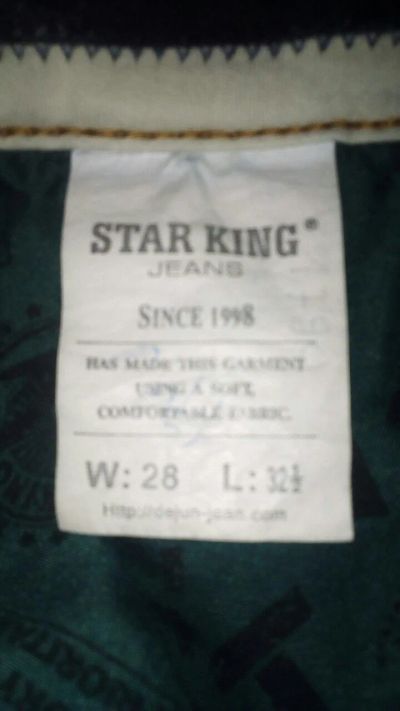 STAR KING®
JEANS
SINCE 1998
HAS MADE THIS GARMENT
USING A SOFT,
COMFORTABLE FABRIC.
W: 28 L: 32½
Http://dejun-jean.com